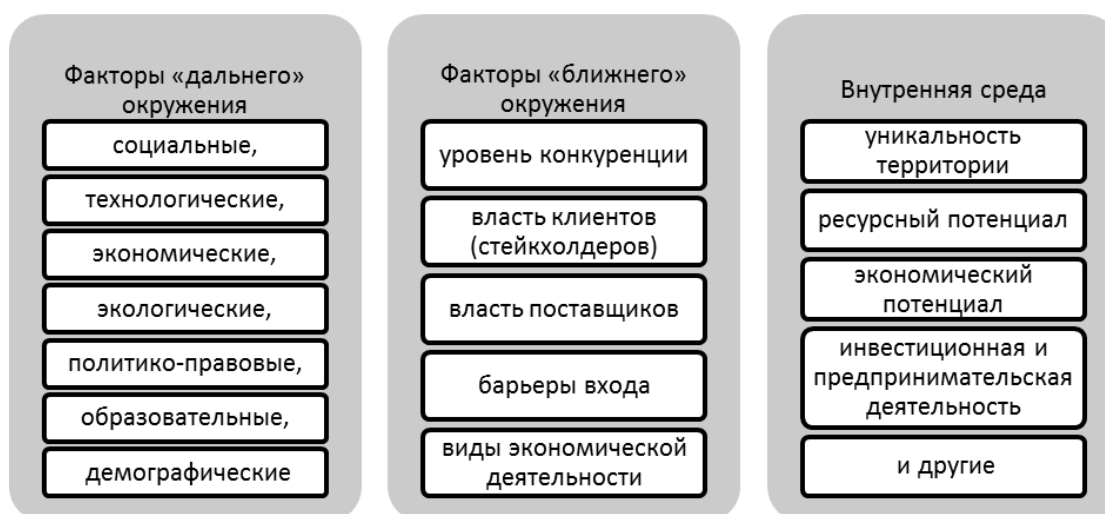 Факторы «дальнего»
окружения
социальные,
технологические,
экономические,
экологические,
политико-правовые,
образовательные,
демографические
Факторы «ближнего»
окружения
уровень конкуренции
власть клиентов
(стейкхолдеров)
власть поставщиков
барьеры входа
виды экономической
деятельности
Внутренняя среда
уникальность
территории
ресурсный потенциал
экономический
потенциал
инвестиционная и
предпринимательская
деятельность
и другие